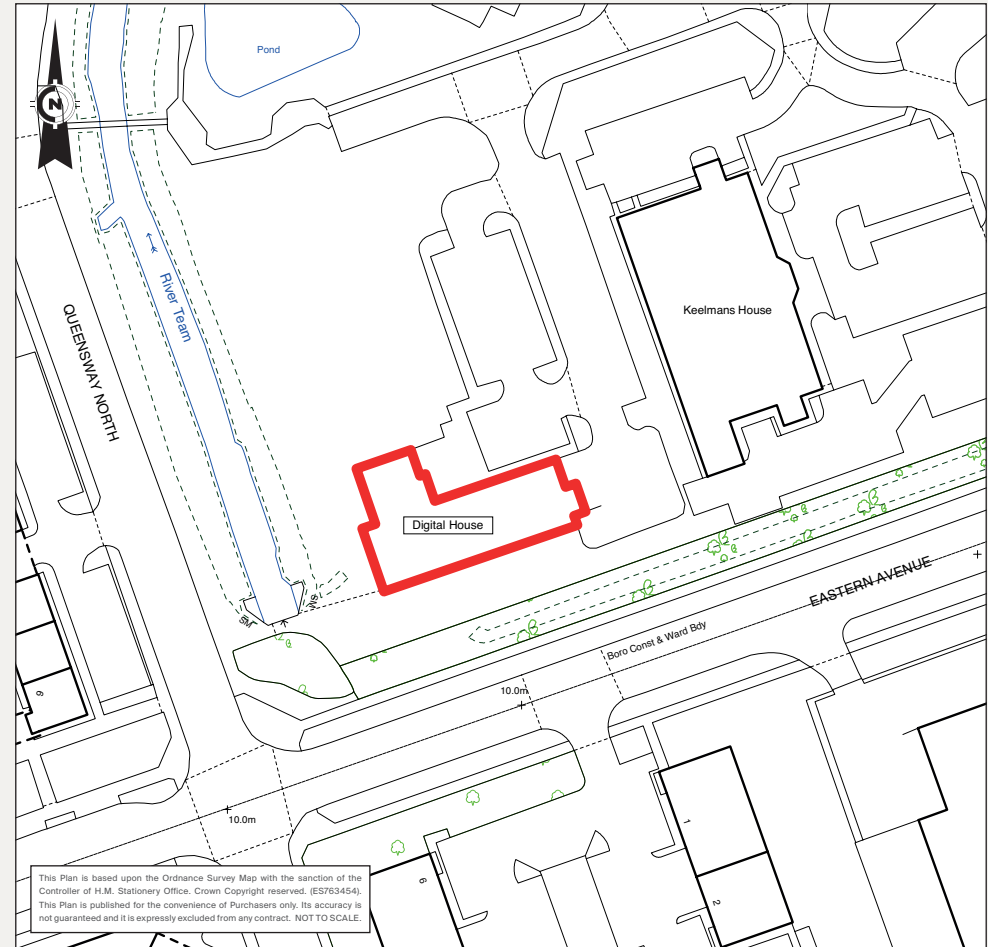 Pond
N
River Team
QUEENSWAY NORTH
Keelmans House
Digital House
SM
SM
EASTERN AVENUE
Boro Const & Ward Bdy
10.0m
10.0m
6
1
2
6
This Plan is based upon the Ordnance Survey Map with the sanction of the
Controller of H.M. Stationery Office. Crown Copyright reserved. (ES763454).
This Plan is published for the convenience of Purchasers only. Its accuracy is
not guaranteed and it is expressly excluded from any contract. NOT TO SCALE.